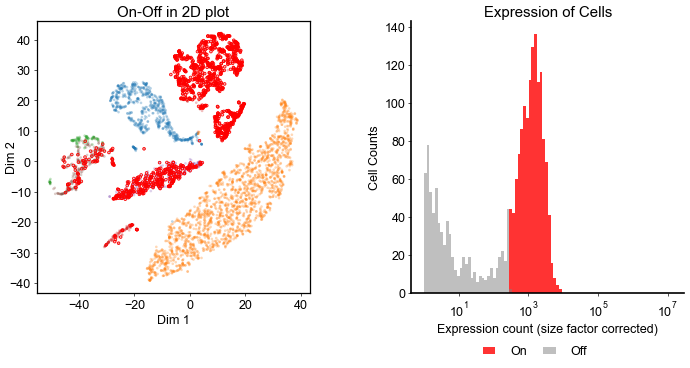 On-Off in 2D plot
40
30
20
10
0
−10
−20
−30
−40
Dim 2
−40 −20 0 20 40
Dim 1
Expression of Cells
140
120
100
80
60
40
20
0
Cell Counts
10^1 10^3 10^5 10^7
Expression count (size factor corrected)
On Off